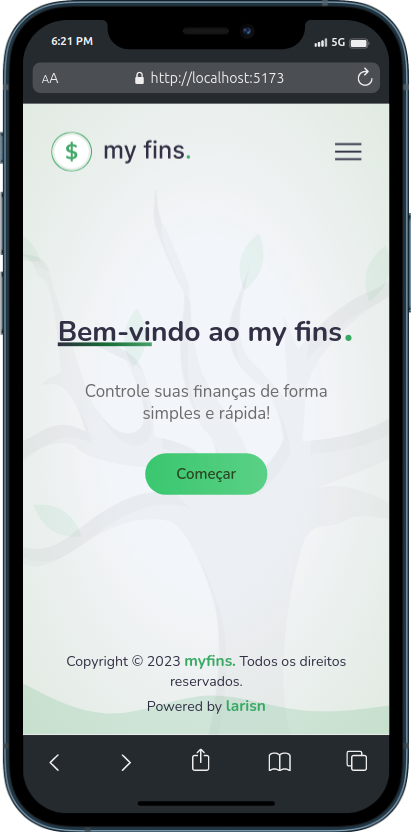 6:21 PM
5G
AA
http://localhost:5173
$
my fins.
Bem-vindo ao my fins.
Controle suas finanças de forma
simples e rápida!
Começar
Copyright © 2023 myfins. Todos os direitos
reservados.
Powered by larisn